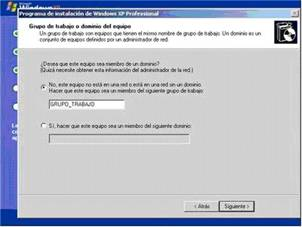 Windows
Programa de instalación de Windows XP Professional
Grupo de trabajo o dominio del equipo
Un grupo de trabajo son equipos que tienen el mismo nombre de grupo de trabajo. Un dominio es un
conjunto de equipos definidos por un administrador de red.
¿Desea que este equipo sea miembro de un dominio?
(Quizá necesite obtener esta información del administrador de la red.)
No, este equipo no está en una red o está en una red sin un dominio.
Hacer que este equipo sea un miembro del siguiente grupo de trabajo:
GRUPO_TRABAJO
Sí, hacer que este equipo sea un miembro del siguiente dominio:
< Atrás
Siguiente >